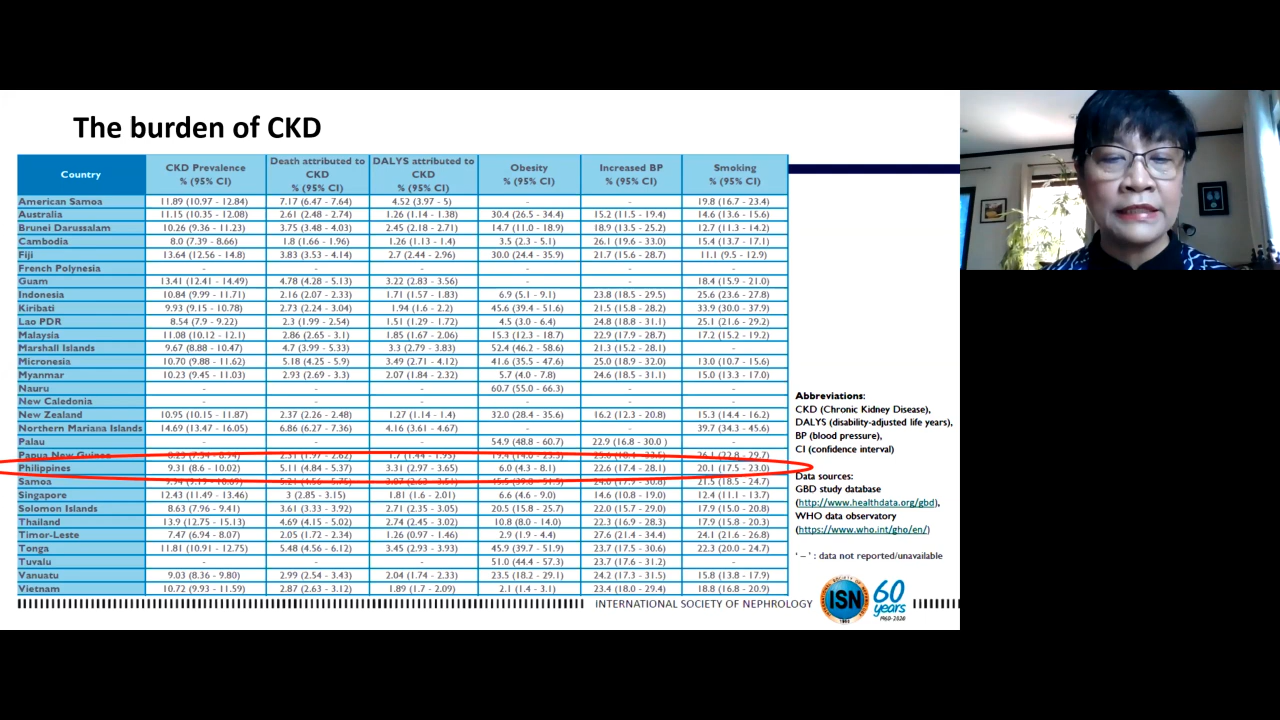 The burden of CKD
Country CKD Prevalence % (95% CI) Death attributed to CKD % (95% CI) DALYS attributed to CKD % (95% CI) Obesity % (95% CI) Increased BP % (95% CI) Smoking % (95% CI)
American Samoa 11.89 (10.97 - 12.84) 7.17 (6.47 - 7.64) 4.52 (3.97 - 5) - - 19.8 (16.7 - 23.4)
Australia 11.15 (10.35 - 12.08) 2.61 (2.48 - 2.74) 1.26 (1.14 - 1.38) 30.4 (26.5 - 34.4) 15.2 (11.5 - 19.4) 14.6 (13.6 - 15.6)
Brunei Darussalam 10.26 (9.36 - 11.23) 3.75 (3.48 - 4.03) 2.45 (2.18 - 2.71) 14.7 (11.0 - 18.9) 18.9 (13.5 - 25.2) 12.7 (11.3 - 14.2)
Cambodia 8.0 (7.39 - 8.66) 1.8 (1.66 - 1.96) 1.26 (1.13 - 1.4) 3.5 (2.3 - 5.1) 26.1 (19.6 - 33.0) 15.4 (13.7 - 17.1)
Fiji 13.64 (12.56 - 14.8) 3.83 (3.53 - 4.14) 2.7 (2.44 - 2.96) 30.0 (24.4 - 35.9) 21.7 (15.6 - 28.7) 11.1 (9.5 - 12.9)
French Polynesia - - - - - -
Guam 13.41 (12.41 - 14.49) 4.78 (4.28 - 5.13) 3.22 (2.83 - 3.56) - - 18.4 (15.9 - 21.0)
Indonesia 10.84 (9.99 - 11.71) 2.16 (2.07 - 2.33) 1.71 (1.57 - 1.83) 6.9 (5.1 - 9.1) 23.8 (18.5 - 29.5) 25.6 (23.6 - 27.8)
Kiribati 9.93 (9.15 - 10.78) 2.73 (2.24 - 3.04) 1.94 (1.6 - 2.2) 45.6 (39.4 - 51.6) 21.5 (15.8 - 28.2) 33.9 (30.0 - 37.9)
Lao PDR 8.54 (7.9 - 9.22) 2.3 (1.99 - 2.54) 1.51 (1.29 - 1.72) 4.5 (3.0 - 6.4) 24.8 (18.8 - 31.1) 25.1 (21.6 - 29.2)
Malaysia 11.08 (10.12 - 12.1) 2.86 (2.65 - 3.1) 1.85 (1.67 - 2.06) 15.3 (12.3 - 18.7) 22.9 (17.9 - 28.7) 17.2 (15.2 - 19.2)
Marshall Islands 9.67 (8.88 - 10.47) 4.7 (3.99 - 5.33) 3.3 (2.79 - 3.83) 52.4 (46.2 - 58.6) 21.3 (15.2 - 28.1) -
Micronesia 10.70 (9.88 - 11.62) 5.18 (4.25 - 5.9) 3.49 (2.71 - 4.12) 41.6 (35.5 - 47.6) 25.0 (18.9 - 32.0) 13.0 (10.7 - 15.6)
Myanmar 10.23 (9.45 - 11.03) 2.93 (2.69 - 3.3) 2.07 (1.84 - 2.32) 5.7 (4.0 - 7.8) 24.6 (18.5 - 31.1) 15.0 (13.3 - 17.0)
Nauru - - - 60.7 (55.0 - 66.3) - -
New Caledonia - - - - - -
New Zealand 10.95 (10.15 - 11.87) 2.37 (2.26 - 2.48) 1.27 (1.14 - 1.4) 32.0 (28.4 - 35.6) 16.2 (12.3 - 20.8) 15.3 (14.4 - 16.2)
Northern Mariana Islands 14.69 (13.47 - 16.05) 6.86 (6.27 - 7.36) 4.16 (3.61 - 4.67) - - 39.7 (34.3 - 45.6)
Palau - - - 54.9 (48.8 - 60.7) 22.9 (16.8 - 30.0 ) -
Papua New Guinea
Philippines 9.31 (8.6 - 10.02) 5.11 (4.84 - 5.37) 3.31 (2.97 - 3.65) 6.0 (4.3 - 8.1) 22.6 (17.4 - 28.1) 20.1 (17.5 - 23.0)
Samoa 21.5 (18.5 - 24.7)
Singapore 12.43 (11.49 - 13.46) 3 (2.85 - 3.15) 1.81 (1.6 - 2.01) 6.6 (4.6 - 9.0) 14.6 (10.8 - 19.0) 12.4 (11.1 - 13.7)
Solomon Islands 8.63 (7.96 - 9.41) 3.61 (3.33 - 3.92) 2.71 (2.35 - 3.05) 20.5 (15.8 - 25.7) 22.0 (15.7 - 29.0) 17.9 (15.0 - 20.8)
Thailand 13.9 (12.75 - 15.13) 4.69 (4.15 - 5.02) 2.74 (2.45 - 3.02) 10.8 (8.0 - 14.0) 22.3 (16.9 - 28.3) 17.9 (15.8 - 20.3)
Timor-Leste 7.47 (6.94 - 8.07) 2.05 (1.72 - 2.34) 1.26 (0.97 - 1.46) 2.9 (1.9 - 4.4) 27.6 (21.4 - 34.4) 24.1 (21.6 - 26.8)
Tonga 11.81 (10.91 - 12.75) 5.48 (4.56 - 6.12) 3.45 (2.93 - 3.93) 45.9 (39.7 - 51.9) 23.7 (17.5 - 30.6) 22.3 (20.0 - 24.7)
Tuvalu - - - 51.0 (44.4 - 57.3) 23.7 (17.6 - 31.2) -
Vanuatu 9.03 (8.36 - 9.80) 2.99 (2.54 - 3.43) 2.04 (1.74 - 2.33) 23.5 (18.2 - 29.1) 24.2 (17.3 - 31.5) 15.8 (13.8 - 17.9)
Vietnam 10.72 (9.93 - 11.59) 2.87 (2.63 - 3.12) 1.89 (1.7 - 2.09) 2.1 (1.4 - 3.1) 23.4 (18.0 - 29.4) 18.8 (16.8 - 20.9)
Abbreviations:
CKD (Chronic Kidney Disease),
DALYS (disability-adjusted life years),
BP (blood pressure),
CI (confidence interval)
Data sources:
GBD study database
(http://www.healthdata.org/gbd),
WHO data observatory
(https://www.who.int/gho/en/)
' – ' : data not reported/unavailable
INTERNATIONAL SOCIETY OF NEPHROLOGY
ISN
60
years
1960-2020